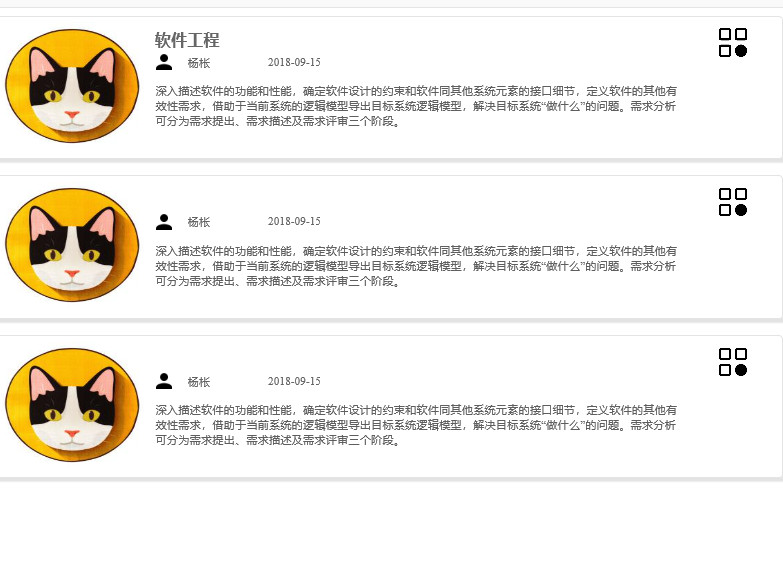 软件工程
杨枨 2018-09-15
深入描述软件的功能和性能，确定软件设计的约束和软件同其他系统元素的接口细节，定义软件的其他有
效性需求，借助于当前系统的逻辑模型导出目标系统逻辑模型，解决目标系统“做什么”的问题。需求分析
可分为需求提出、需求描述及需求评审三个阶段。
杨枨 2018-09-15
深入描述软件的功能和性能，确定软件设计的约束和软件同其他系统元素的接口细节，定义软件的其他有
效性需求，借助于当前系统的逻辑模型导出目标系统逻辑模型，解决目标系统“做什么”的问题。需求分析
可分为需求提出、需求描述及需求评审三个阶段。
杨枨 2018-09-15
深入描述软件的功能和性能，确定软件设计的约束和软件同其他系统元素的接口细节，定义软件的其他有
效性需求，借助于当前系统的逻辑模型导出目标系统逻辑模型，解决目标系统“做什么”的问题。需求分析
可分为需求提出、需求描述及需求评审三个阶段。